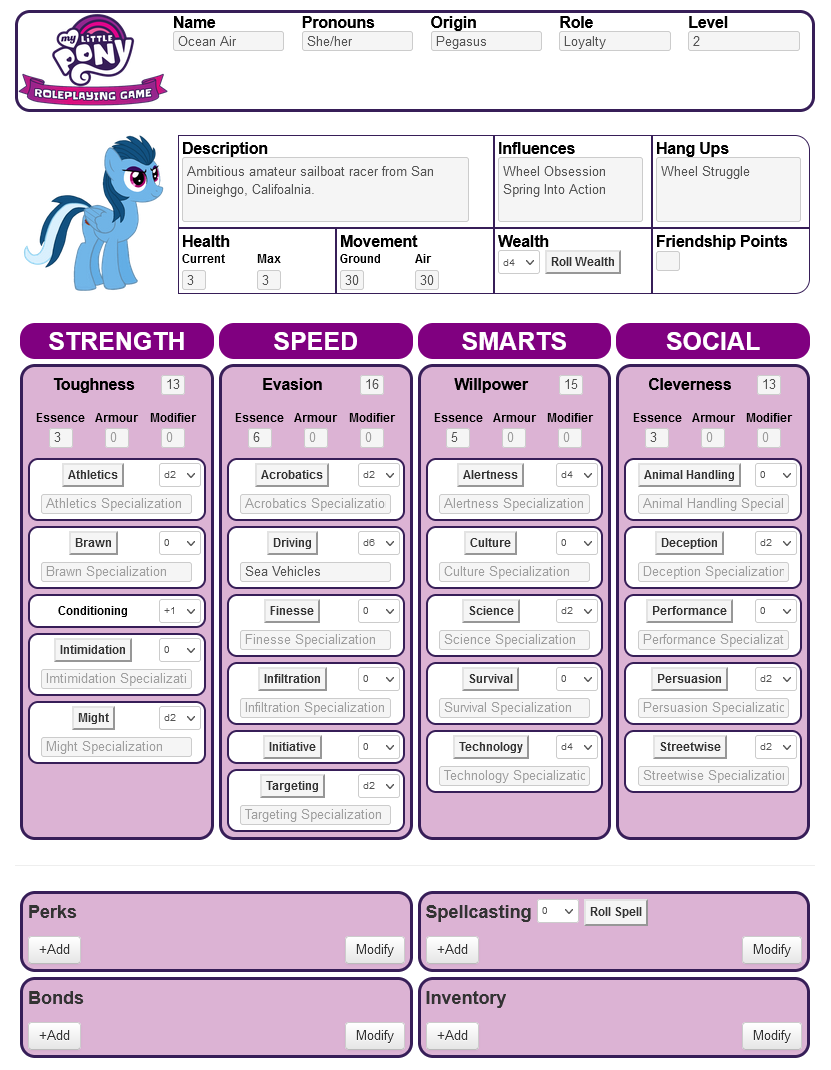 my LITTLE PONY
ROLEPLAYING GAME
Name Pronouns Origin Role Level
Ocean Air She/her Pegasus Loyalty 2
Description
Ambitious amateur sailboat racer from San
Dineighgo, Califoalnia.
Influences
Wheel Obsession
Spring Into Action
Hang Ups
Wheel Struggle
Health
Current Max
3 3
Movement
Ground Air
30 30
Wealth
d4 Roll Wealth
Friendship Points
STRENGTH
Toughness 13
Essence Armour Modifier
3 0 0
Athletics d2
Athletics Specialization
Brawn 0
Brawn Specialization
Conditioning +1
Intimidation 0
Imtimidation Specializati
Might d2
Might Specialization
SPEED
Evasion 16
Essence Armour Modifier
6 0 0
Acrobatics d2
Acrobatics Specializatio
Driving d6
Sea Vehicles
Finesse 0
Finesse Specialization
Infiltration 0
Infiltration Specialization
Initiative 0
Targeting d2
Targeting Specialization
SMARTS
Willpower 15
Essence Armour Modifier
5 0 0
Alertness d4
Alertness Specialization
Culture 0
Culture Specialization
Science d2
Science Specialization
Survival 0
Survival Specialization
Technology d4
Technology Specializatic
SOCIAL
Cleverness 13
Essence Armour Modifier
3 0 0
Animal Handling 0
Animal Handling Special
Deception d2
Deception Specialization
Performance 0
Performance Specializat
Persuasion d2
Persuasion Specializatic
Streetwise d2
Streetwise Specialization
Perks
+Add Modify
Spellcasting 0 Roll Spell
+Add Modify
Bonds
+Add Modify
Inventory
+Add Modify